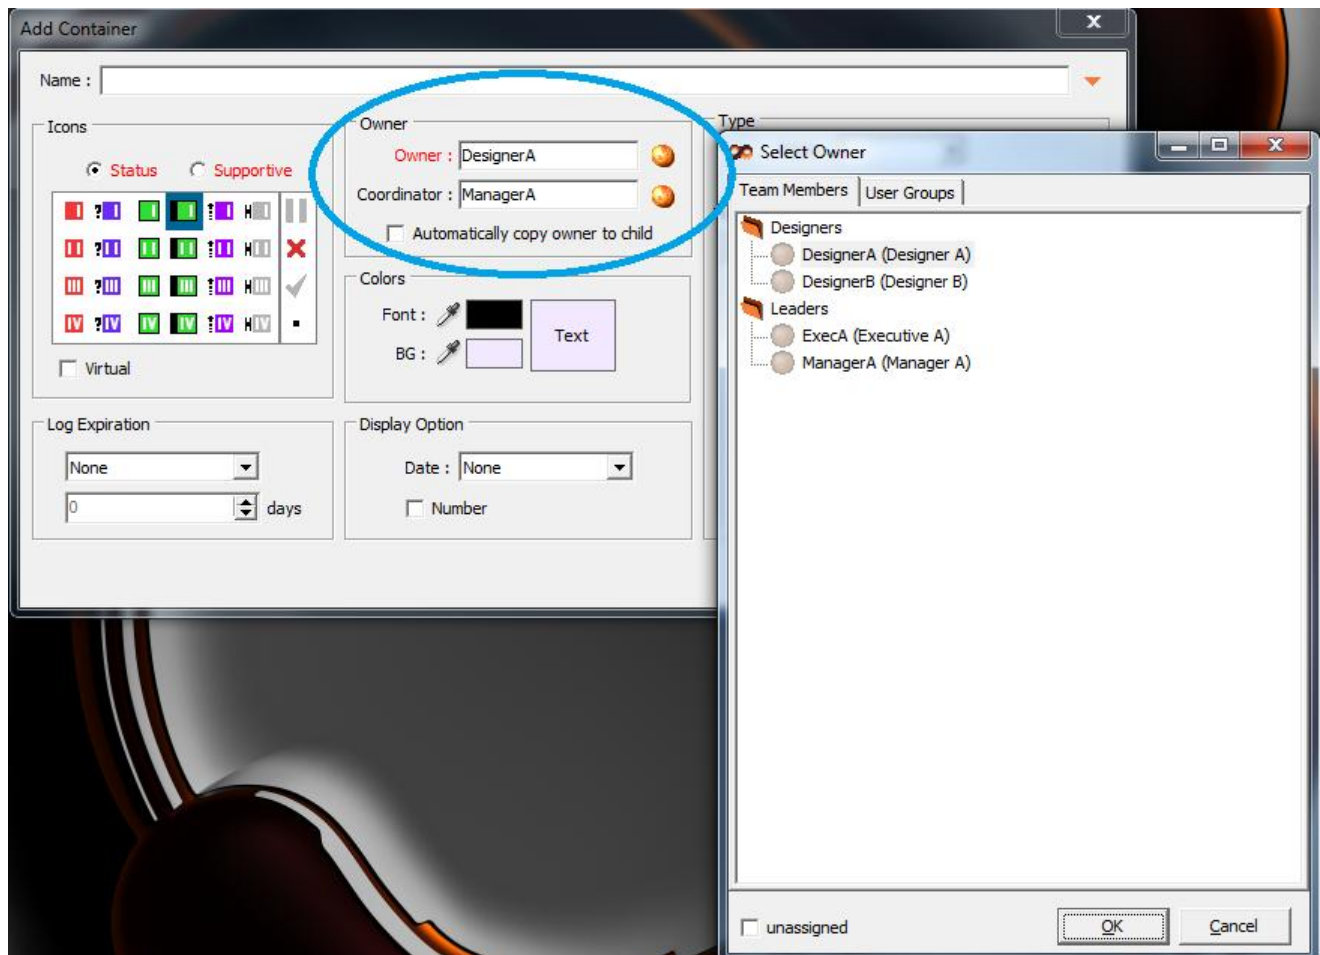 Add Container
X
Name :
Icons
Status
Supportive
Virtual
Owner
Owner : DesignerA
Coordinator : ManagerA
Automatically copy owner to child
Type
Colors
Font :
BG :
Text
Log Expiration
None
0 days
Display Option
Date : None
Number
Select Owner
X
Team Members User Groups
Designers
DesignerA (Designer A)
DesignerB (Designer B)
Leaders
ExecA (Executive A)
ManagerA (Manager A)
unassigned
OK
Cancel